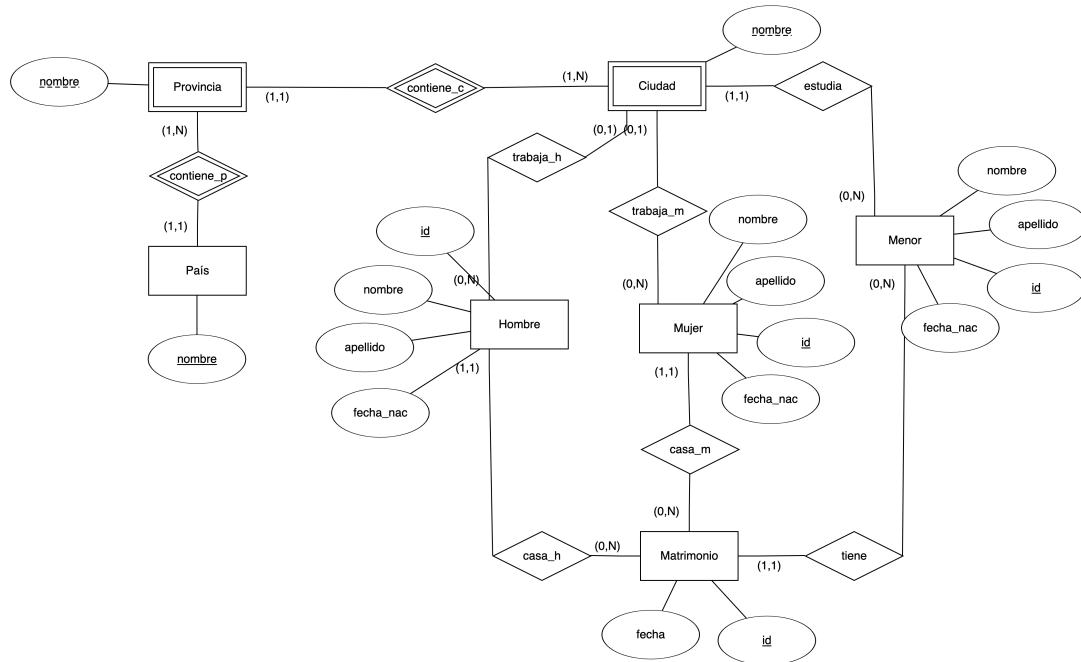 nombre
nombre
Provincia
(1,1)
contiene_c
(1,N)
Ciudad
(1,1)
estudia
(1,N)
(0,1)
(0,1)
trabaja_h
contiene_p
nombre
(0,N)
trabaja_m
nombre
apellido
Menor
(1,1)
id
País
(0,N)
nombre
(0,N)
(0,N)
apellido
id
nombre
Hombre
Mujer
fecha_nac
apellido
id
nombre
(1,1)
(1,1)
fecha_nac
fecha_nac
casa_m
(0,N)
casa_h
(0,N)
Matrimonio
(1,1)
tiene
fecha
id